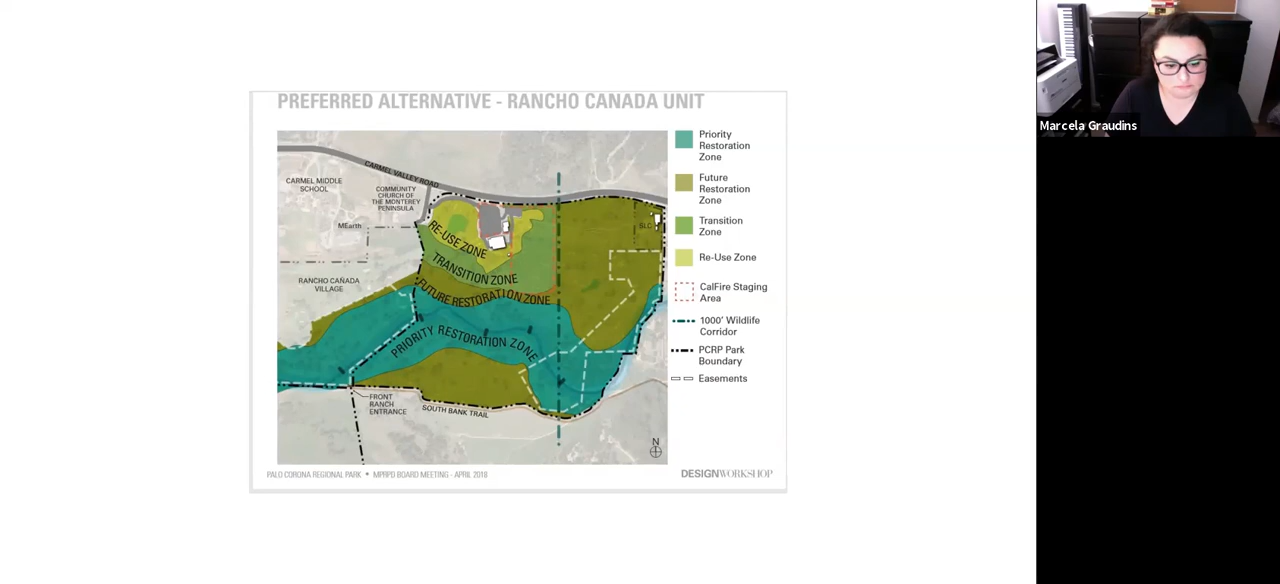 PREFERRED ALTERNATIVE - RANCHO CANADA UNIT
CARMEL VALLEY ROAD
CARMEL MIDDLE
SCHOOL
COMMUNITY
CHURCH OF
THE MONTEREY
PENINSULA
MEarth
RANCHO CAÑADA
VILLAGE
RE-USE ZONE
TRANSITION ZONE
FUTURE RESTORATION ZONE
PRIORITY RESTORATION ZONE
SLC
FRONT
RANCH
ENTRANCE
SOUTH BANK TRAIL
N
Priority
Restoration
Zone
Future
Restoration
Zone
Transition
Zone
Re-Use Zone
CalFire Staging
Area
1000' Wildlife
Corridor
PCRP Park
Boundary
Easements
PALO CORONA REGIONAL PARK • MPRPD BOARD MEETING - APRIL 2018
DESIGNWORKSHOP
Marcela Graudins